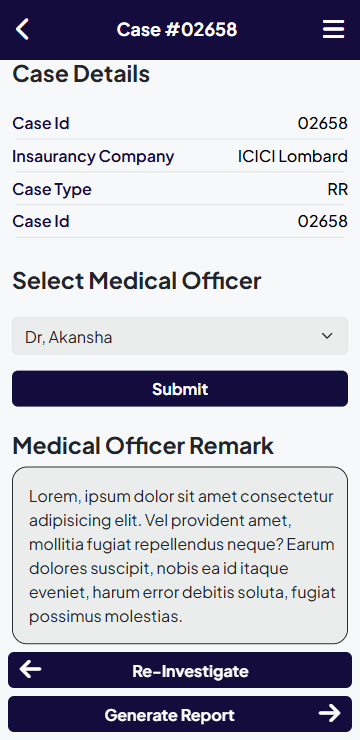 Case #02658
Case Details
Case Id 02658
Insaurancy Company ICICI Lombard
Case Type RR
Case Id 02658
Select Medical Officer
Dr, Akansha
Submit
Medical Officer Remark
Lorem, ipsum dolor sit amet consectetur
adipisicing elit. Vel provident amet,
mollitia fugiat repellendus neque? Earum
dolores suscipit, nobis ea id itaque
eveniet, harum error debitis soluta, fugiat
possimus molestias.
Re-Investigate
Generate Report